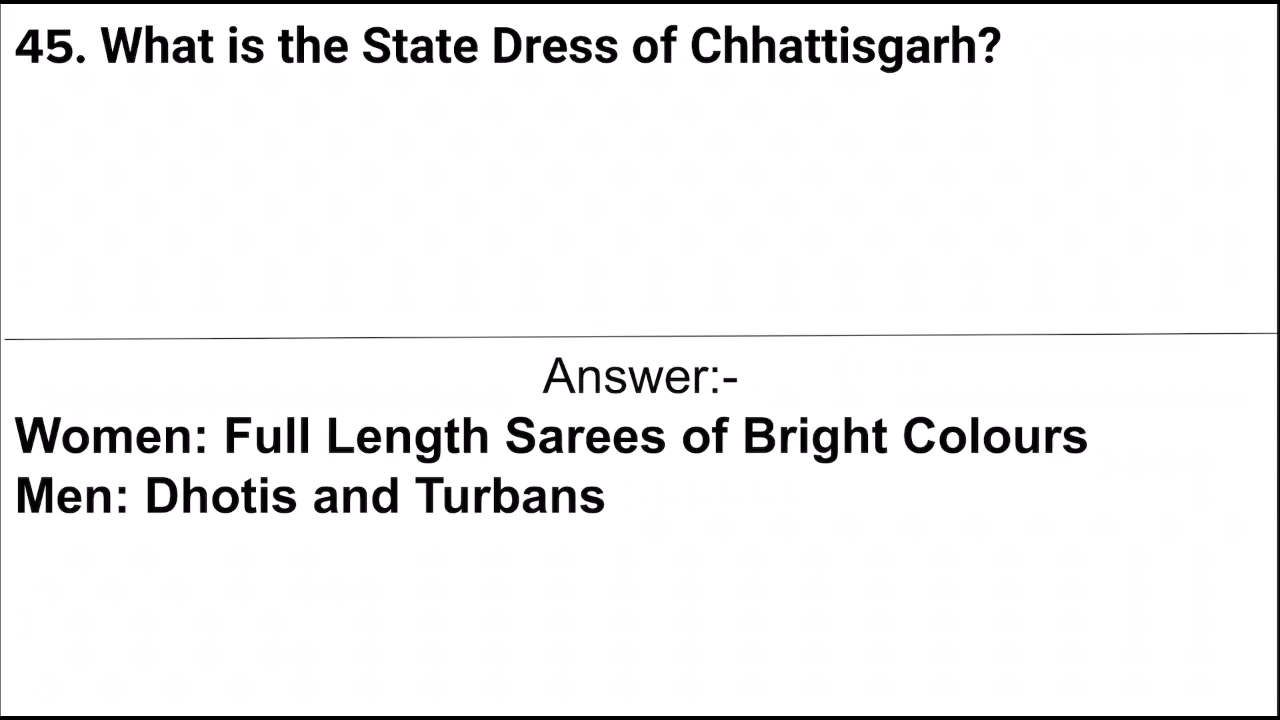 45. What is the State Dress of Chhattisgarh?
Answer:-
Women: Full Length Sarees of Bright Colours
Men: Dhotis and Turbans